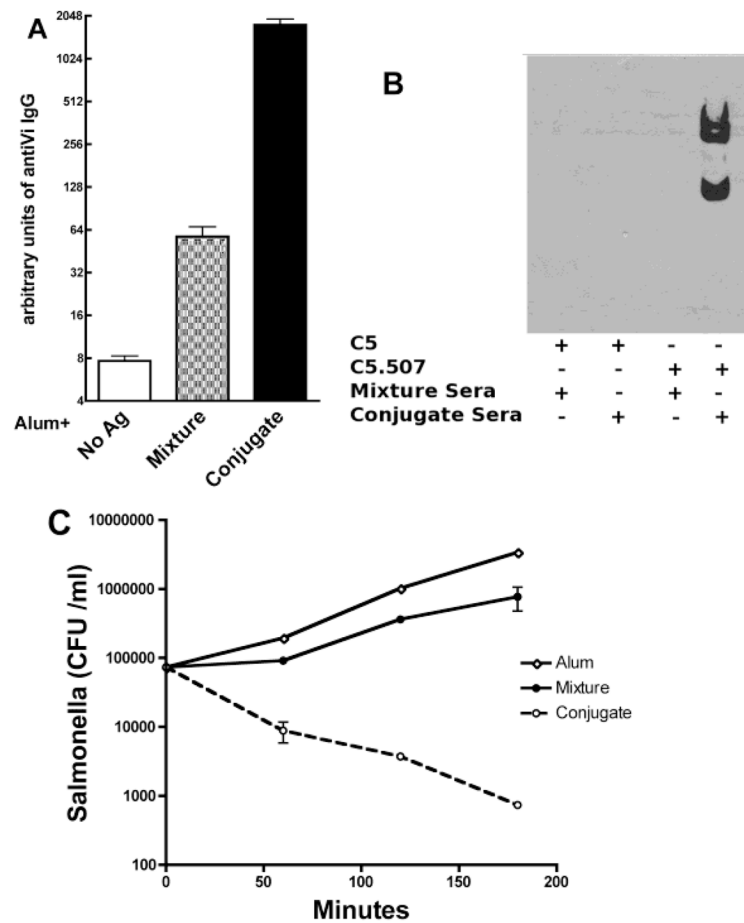 A
2048
1024
512
256
128
64
32
16
8
4
arbitrary units of antiVi IgG
Alum+
No Ag
Mixture
Conjugate
B
C5 + + - -
C5.507 - - + +
Mixture Sera + - + -
Conjugate Sera - + - +
C
10000000
1000000
100000
10000
1000
100
Salmonella (CFU /ml)
0 50 100 150 200
Minutes
Alum
Mixture
Conjugate